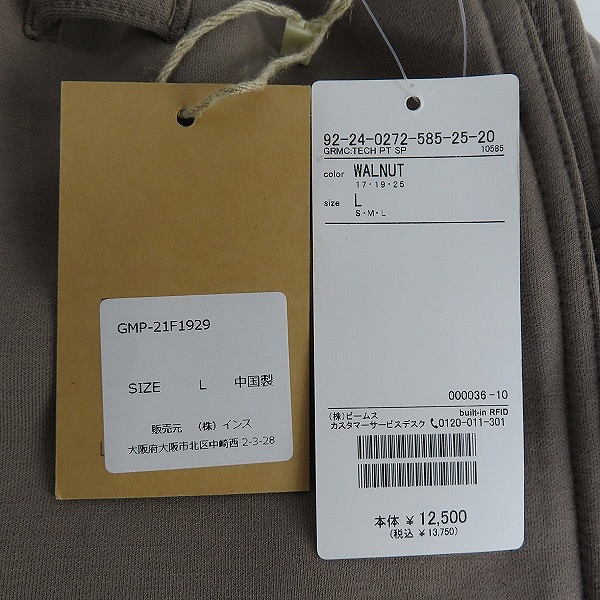 GMP-21F1929
SIZE L 中国製
販売元 (株) インス
大阪府大阪市北区中崎西 2-3-28
92-24-0272-585-25-20
GRMC:TECH PT SP 10585
color WALNUT
17・19・25
size L
S・M・L
000036-10
(株)ビームス built-in RFID
カスタマーサービスデスク 0120-011-301
本体 ¥ 12,500
(税込 ¥ 13,750)